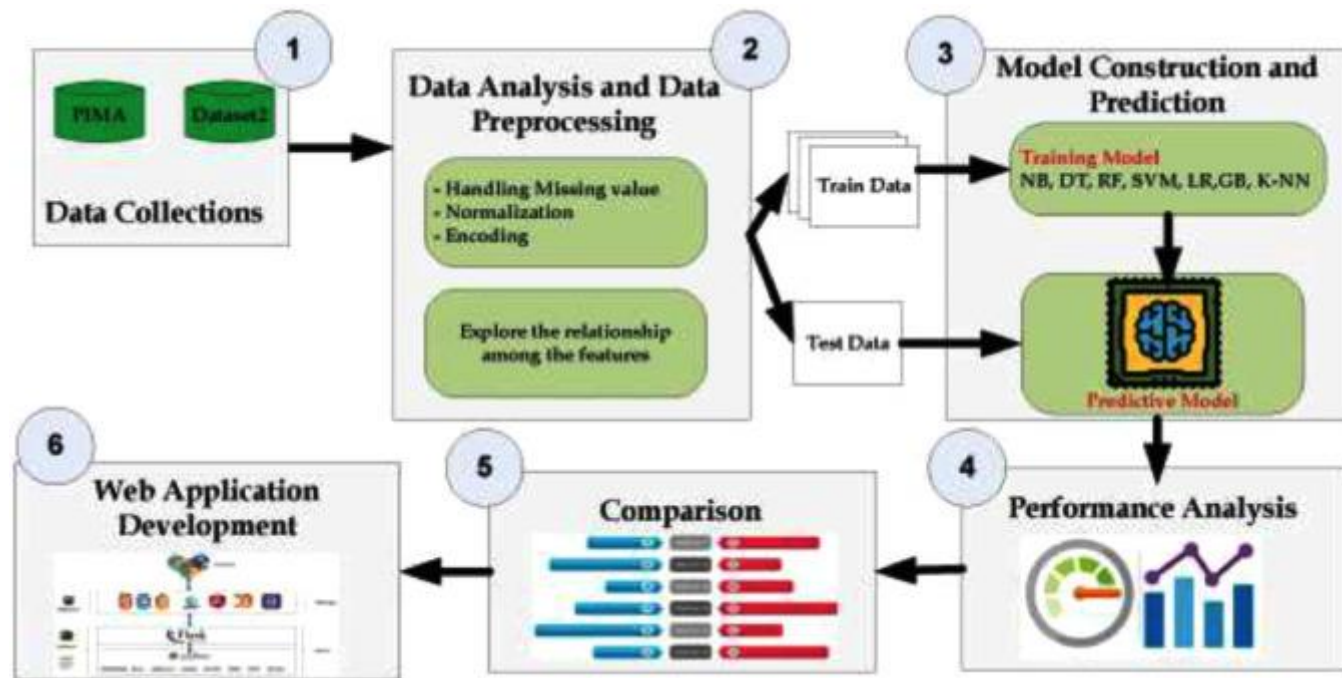 1
PIMA
Dataset2
Data Collections
2
Data Analysis and Data
Preprocessing
- Handling Missing value
- Normalization
- Encoding
Explore the relationship
among the features
Train Data
Test Data
3
Model Construction and
Prediction
Training Model
NB, DT, RF, SVM, LR,GB, K-NN
Predictive Model
4
Performance Analysis
5
Comparison
6
Web Application
Development
Flask